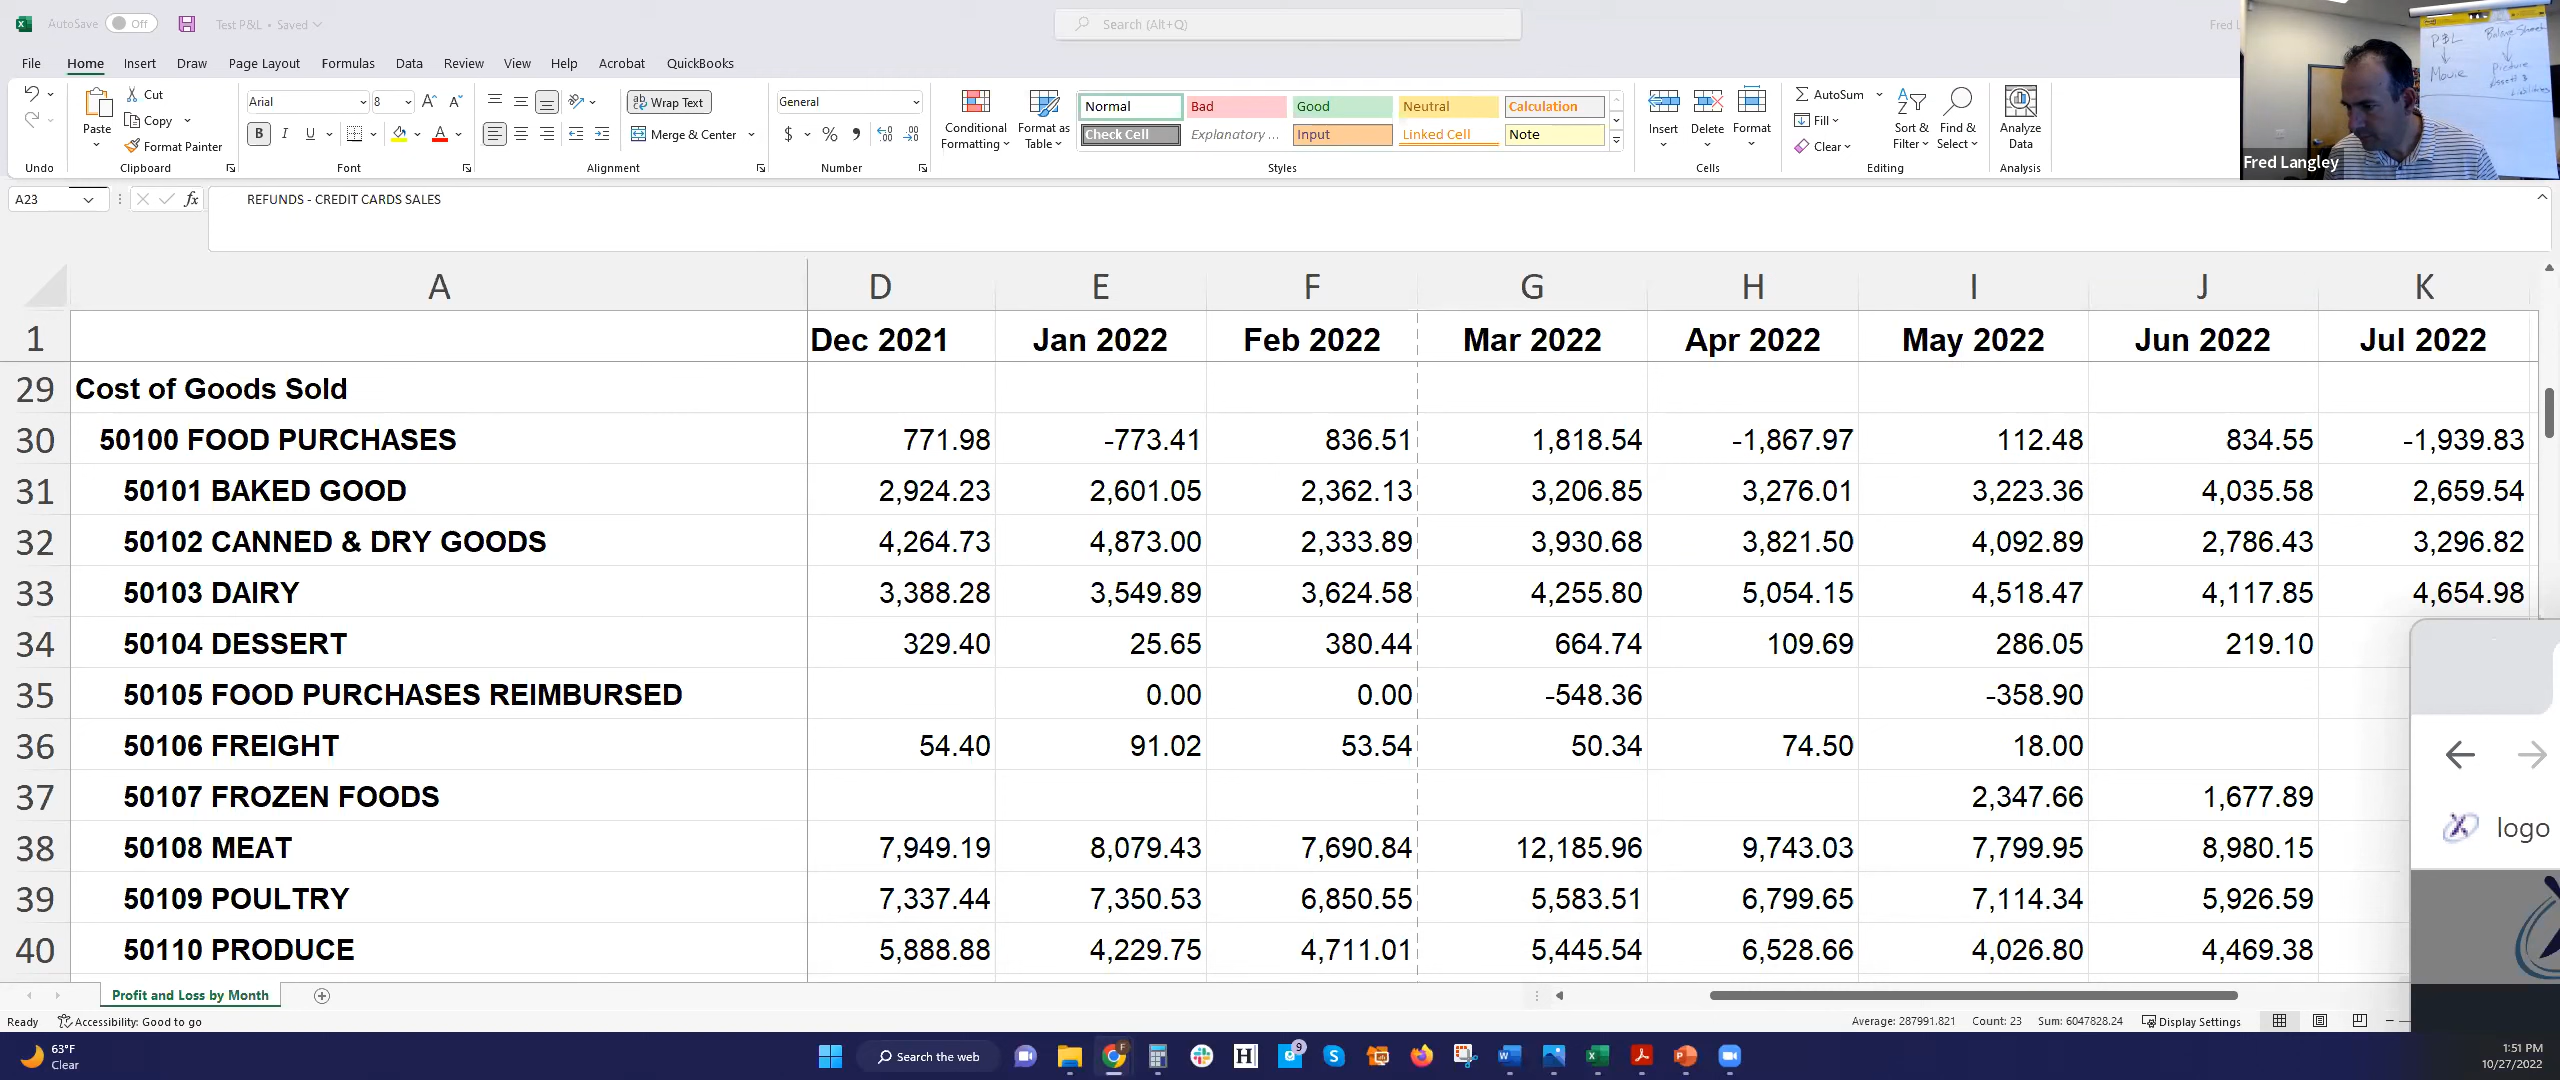 AutoSave Off Test P&L • Saved Search (Alt+Q) Fred L
File Home Insert Draw Page Layout Formulas Data Review View Help Acrobat QuickBooks
Paste Cut Copy Format Painter
Arial 8
B I U
Wrap Text
Merge & Center
General
$ %
Conditional Formatting
Format as Table
Normal Bad Good Neutral Calculation
Check Cell Explanatory ... Input Linked Cell Note
Insert Delete Format
AutoSum Fill Clear
Sort & Filter
Find & Select
Analyze Data
Undo Clipboard Font Alignment Number Styles Cells Editing Analysis
P&L Balance Sheet
Movie Picture
Fred Langley
A23 fx REFUNDS - CREDIT CARDS SALES
A D E F G H I J K
1 Dec 2021 Jan 2022 Feb 2022 Mar 2022 Apr 2022 May 2022 Jun 2022 Jul 2022
29 Cost of Goods Sold
30 50100 FOOD PURCHASES 771.98 -773.41 836.51 1,818.54 -1,867.97 112.48 834.55 -1,939.83
31 50101 BAKED GOOD 2,924.23 2,601.05 2,362.13 3,206.85 3,276.01 3,223.36 4,035.58 2,659.54
32 50102 CANNED & DRY GOODS 4,264.73 4,873.00 2,333.89 3,930.68 3,821.50 4,092.89 2,786.43 3,296.82
33 50103 DAIRY 3,388.28 3,549.89 3,624.58 4,255.80 5,054.15 4,518.47 4,117.85 4,654.98
34 50104 DESSERT 329.40 25.65 380.44 664.74 109.69 286.05 219.10
35 50105 FOOD PURCHASES REIMBURSED 0.00 0.00 -548.36 -358.90
36 50106 FREIGHT 54.40 91.02 53.54 50.34 74.50 18.00
37 50107 FROZEN FOODS 2,347.66 1,677.89
38 50108 MEAT 7,949.19 8,079.43 7,690.84 12,185.96 9,743.03 7,799.95 8,980.15
39 50109 POULTRY 7,337.44 7,350.53 6,850.55 5,583.51 6,799.65 7,114.34 5,926.59
40 50110 PRODUCE 5,888.88 4,229.75 4,711.01 5,445.54 6,528.66 4,026.80 4,469.38
logo
Profit and Loss by Month
Ready Accessibility: Good to go Average: 287991.821 Count: 23 Sum: 6047828.24 Display Settings
63°F
Clear
Search the web
9
1:51 PM
10/27/2022